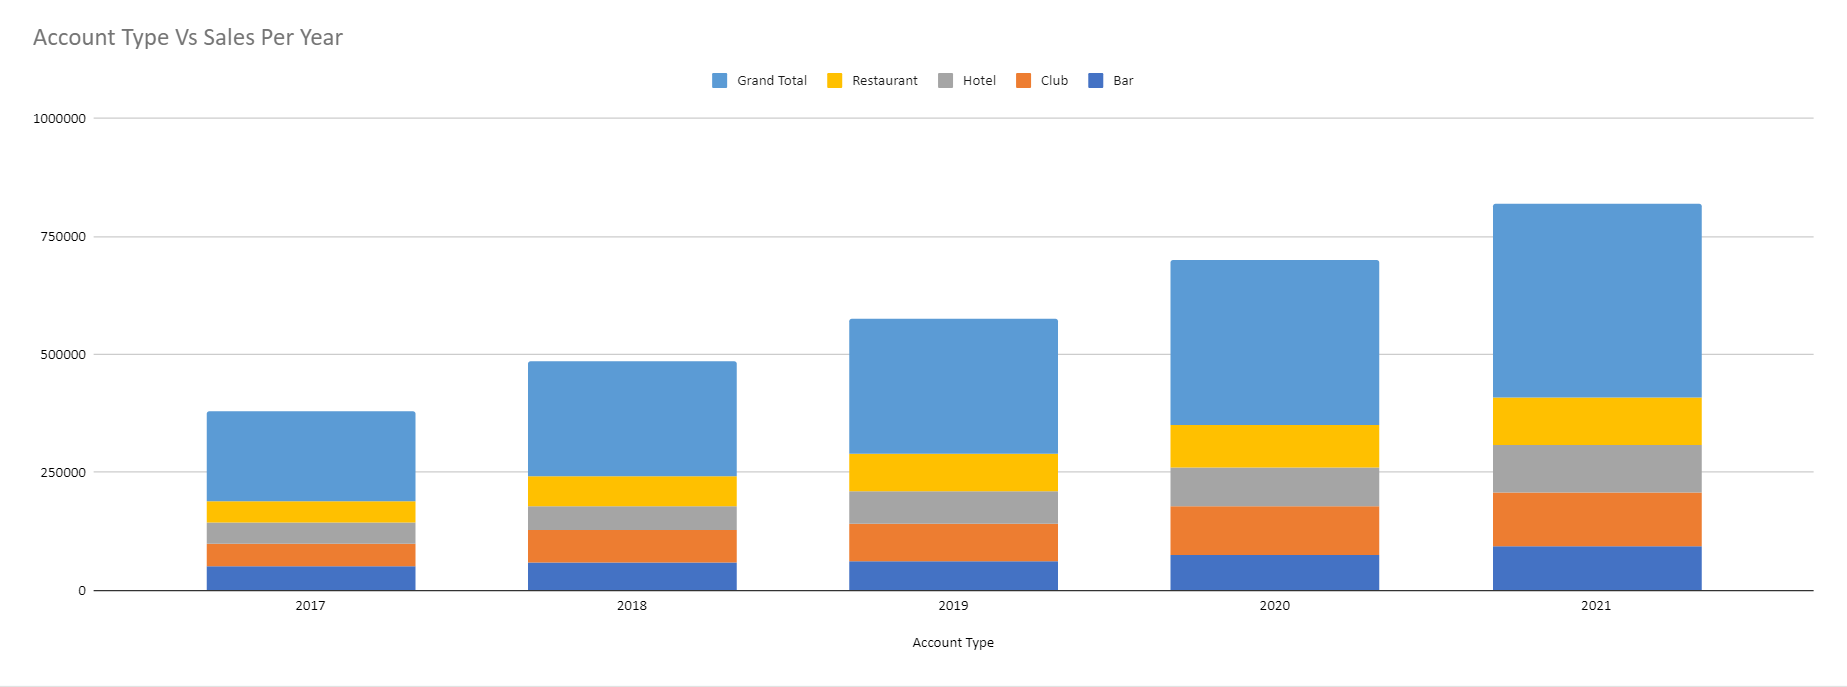 Account Type Vs Sales Per Year
Grand Total Restaurant Hotel Club Bar
1000000
750000
500000
250000
0
2017 2018 2019 2020 2021
Account Type